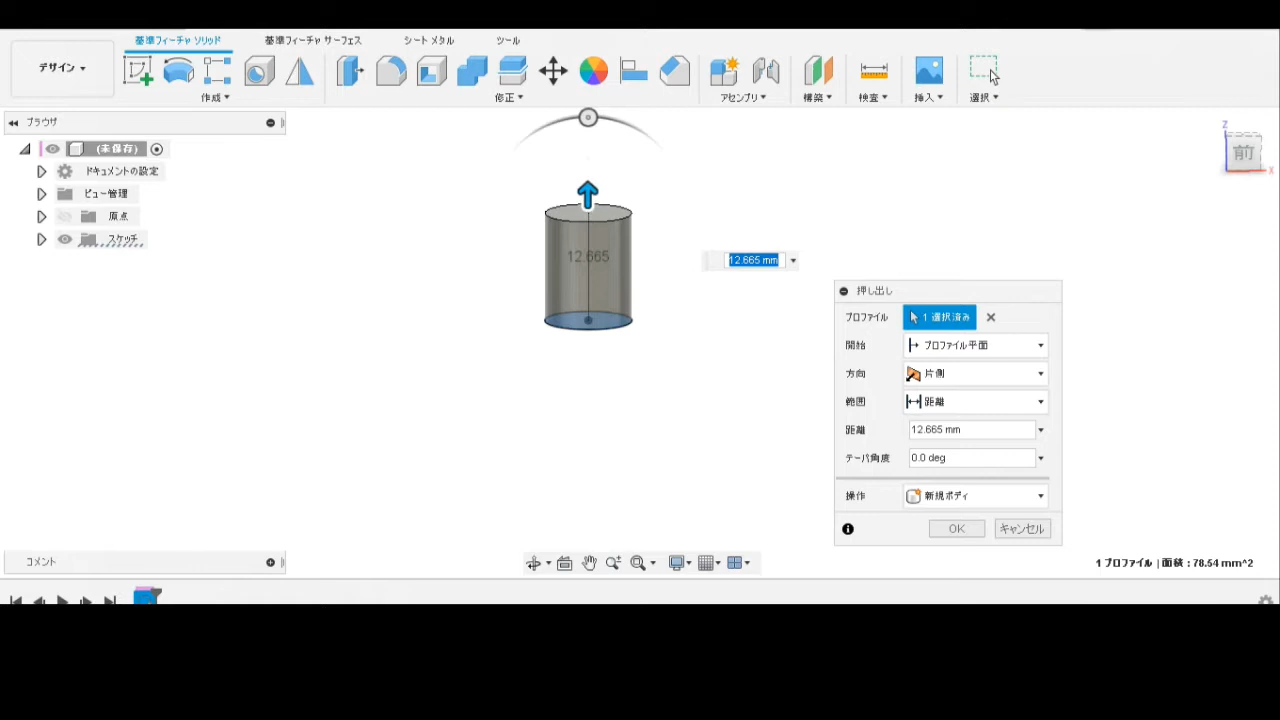 基準フィーチャ ソリッド 基準フィーチャ サーフェス シート メタル ツール
デザイン
作成 修正 アセンブリ 構築 検査 挿入 選択
ブラウザ
(未保存)
ドキュメントの設定
ビュー管理
原点
スケッチ
12.665
12.665 mm
押し出し
プロファイル 1 選択済み
開始 プロファイル平面
方向 片側
範囲 距離
距離 12.665 mm
テーパ角度 0.0 deg
操作 新規ボディ
OK キャンセル
コメント
1 プロファイル | 面積 : 78.54 mm^2
Z
前
X